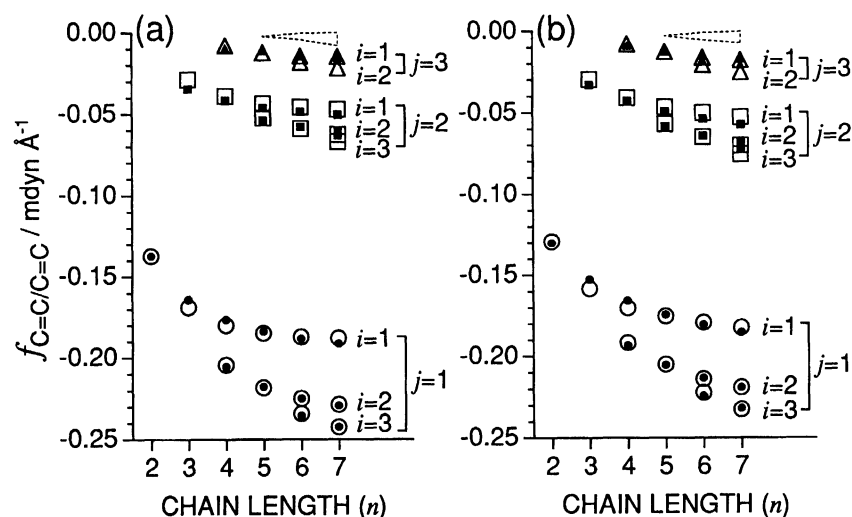 (a)
0.00
-0.05
-0.10
-0.15
-0.20
-0.25
f C=C/C=C / mdyn Å-1
i=1
i=2
j=3
i=1
i=2
i=3
j=2
i=1
i=2
i=3
j=1
2 3 4 5 6 7
CHAIN LENGTH (n)
(b)
0.00
-0.05
-0.10
-0.15
-0.20
-0.25
i=1
i=2
j=3
i=1
i=2
i=3
j=2
i=1
i=2
i=3
j=1
2 3 4 5 6 7
CHAIN LENGTH (n)